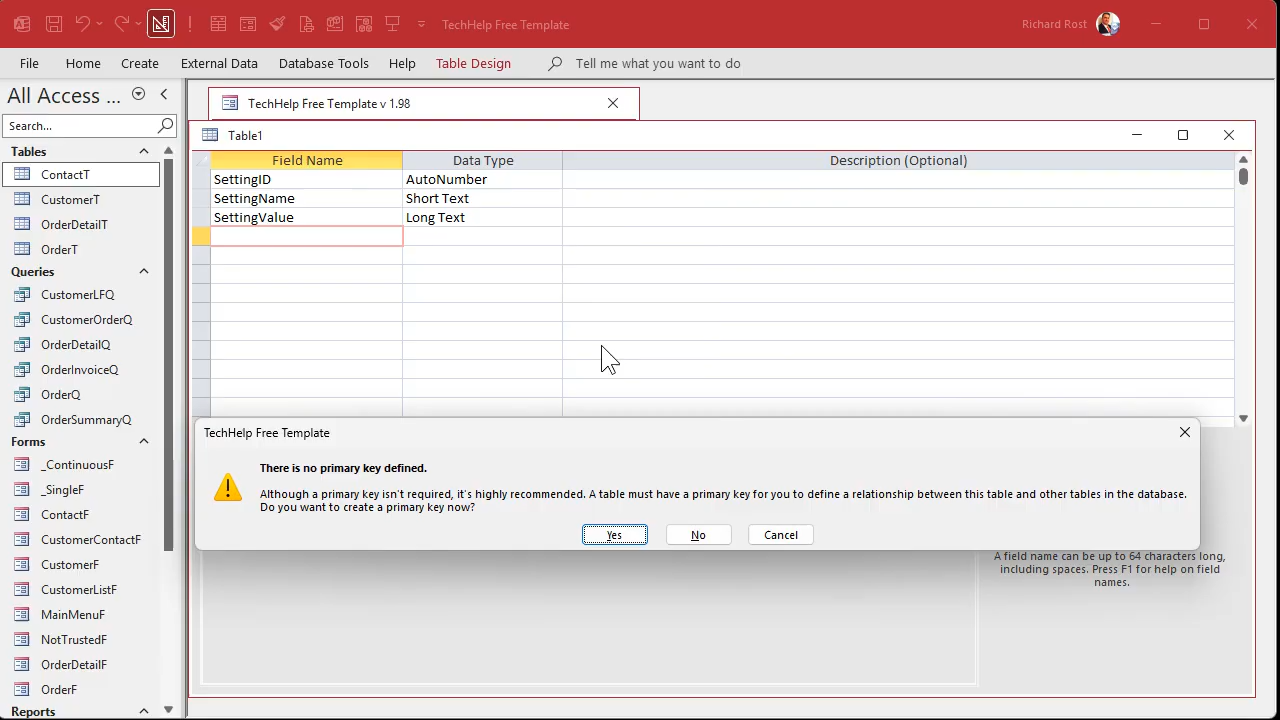 TechHelp Free Template
Richard Rost
File Home Create External Data Database Tools Help Table Design Tell me what you want to do
All Access ...
Search...
Tables
ContactT
CustomerT
OrderDetailT
OrderT
Queries
CustomerLFQ
CustomerOrderQ
OrderDetailQ
OrderInvoiceQ
OrderQ
OrderSummaryQ
Forms
_ContinuousF
_SingleF
ContactF
CustomerContactF
CustomerF
CustomerListF
MainMenuF
NotTrustedF
OrderDetailF
OrderF
Reports
TechHelp Free Template v 1.98
Table1
Field Name Data Type Description (Optional)
SettingID AutoNumber
SettingName Short Text
SettingValue Long Text
TechHelp Free Template
There is no primary key defined.
Although a primary key isn't required, it's highly recommended. A table must have a primary key for you to define a relationship between this table and other tables in the database.
Do you want to create a primary key now?
Yes No Cancel
A field name can be up to 64 characters long,
including spaces. Press F1 for help on field
names.